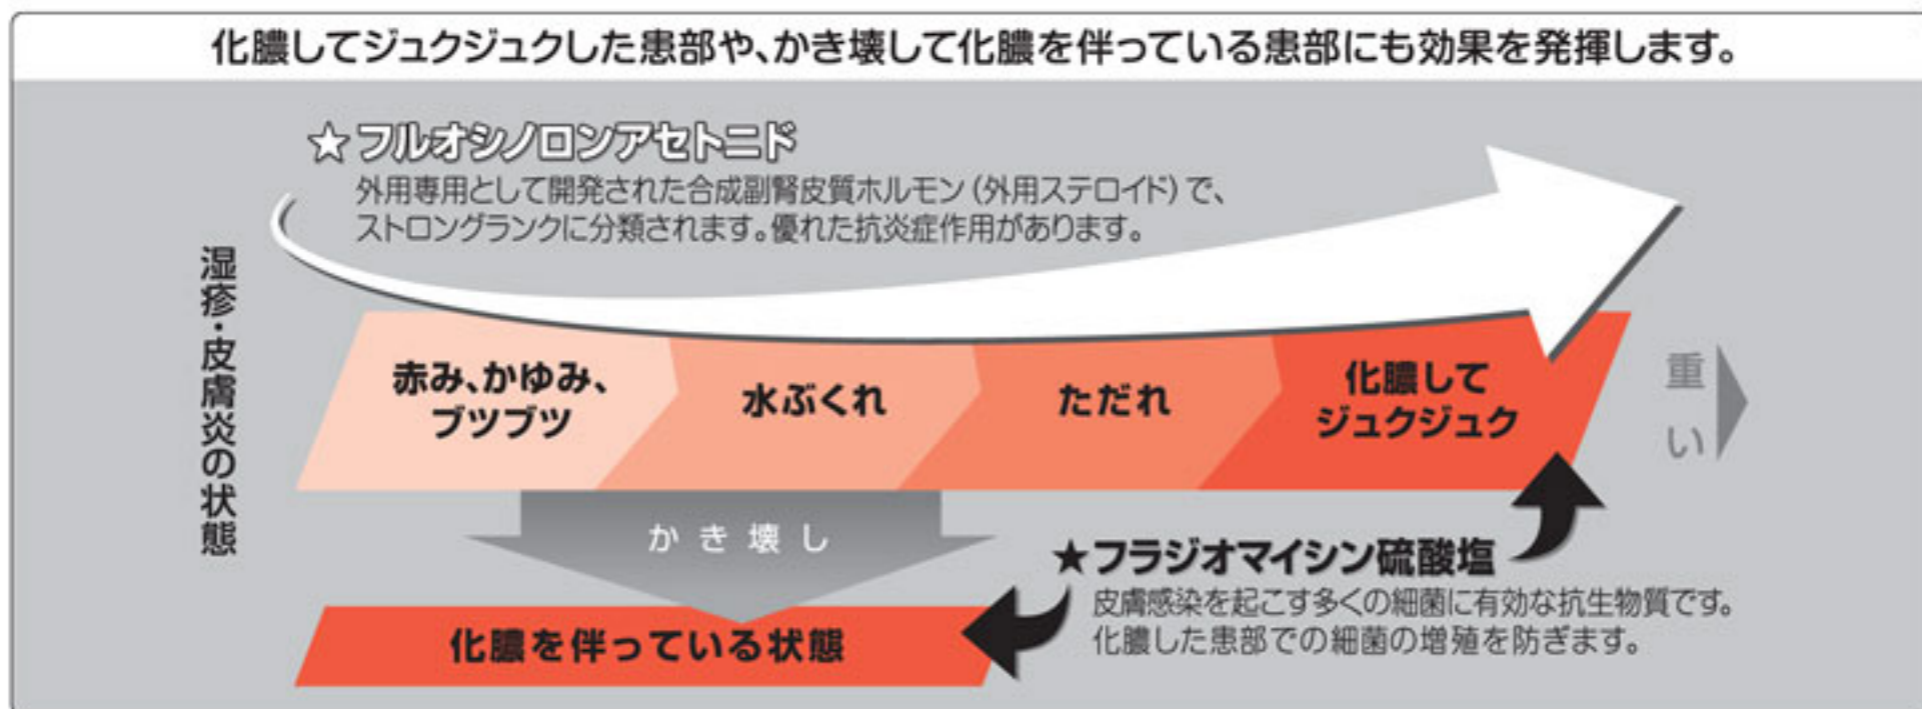 化膿してジュクジュクした患部や、かき壊して化膿を伴っている患部にも効果を発揮します。
★フルオシノロンアセトニド
外用専用として開発された合成副腎皮質ホルモン（外用ステロイド）で、
ストロングランクに分類されます。優れた抗炎症作用があります。
湿疹・皮膚炎の状態
赤み、かゆみ、
ブツブツ
水ぶくれ
ただれ
化膿して
ジュクジュク
重い
かき壊し
★フラジオマイシン硫酸塩
皮膚感染を起こす多くの細菌に有効な抗生物質です。
化膿した患部での細菌の増殖を防ぎます。
化膿を伴っている状態